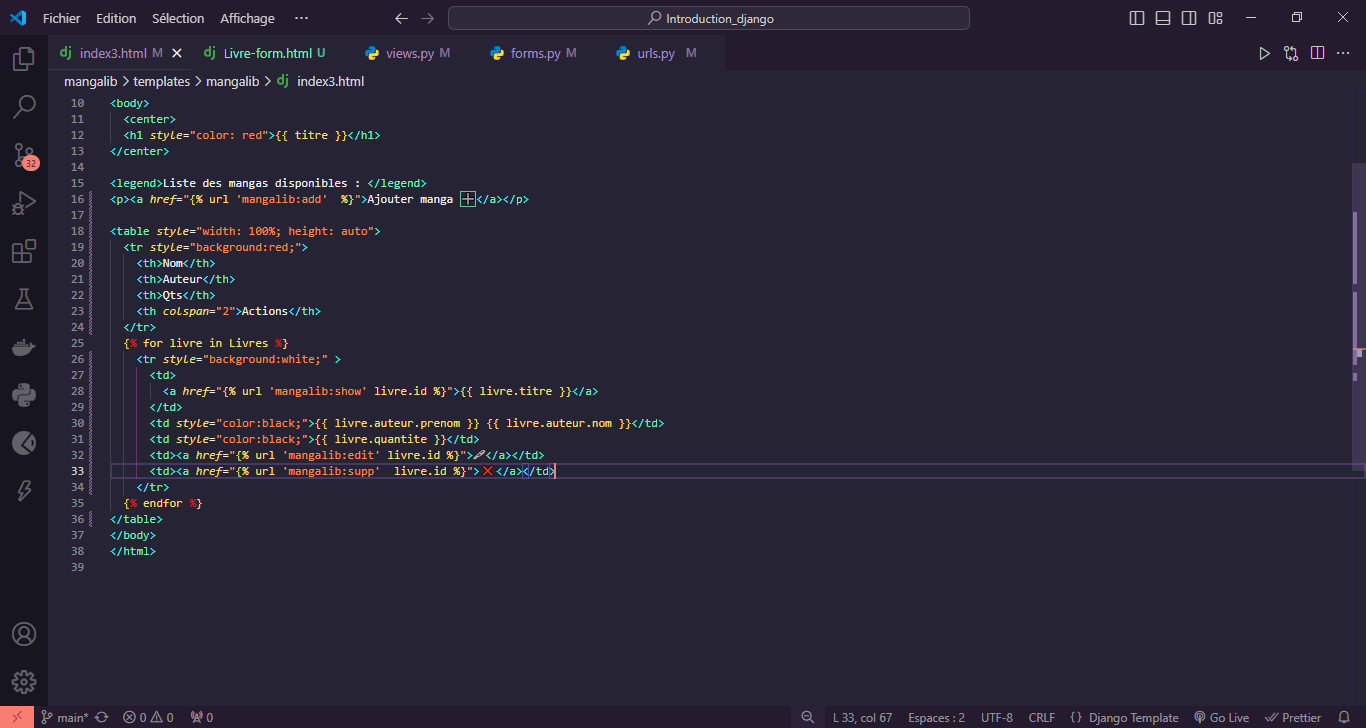 Fichier Edition Sélection Affichage ···
Introduction_django
index3.html M
Livre-form.html U
views.py M
forms.py M
urls.py M
mangalib > templates > mangalib > index3.html
10 <body>
11 <center>
12 <h1 style="color: red">{{ titre }}</h1>
13 </center>
14
15 <legend>Liste des mangas disponibles : </legend>
16 <p><a href="{% url 'mangalib:add'  %}">Ajouter manga ➕</a></p>
17
18 <table style="width: 100%; height: auto">
19 <tr style="background:red;">
20 <th>Nom</th>
21 <th>Auteur</th>
22 <th>Qts</th>
23 <th colspan="2">Actions</th>
24 </tr>
25 {% for livre in Livres %}
26 <tr style="background:white;" >
27 <td>
28 <a href="{% url 'mangalib:show' livre.id %}">{{ livre.titre }}</a>
29 </td>
30 <td style="color:black;">{{ livre.auteur.prenom }} {{ livre.auteur.nom }}</td>
31 <td style="color:black;">{{ livre.quantite }}</td>
32 <td><a href="{% url 'mangalib:edit' livre.id %}">🖋</a></td>
33 <td><a href="{% url 'mangalib:supp'  livre.id %}">❌</a></td>
34 </tr>
35 {% endfor %}
36 </table>
37 </body>
38 </html>
39
32
main* 0 0 0
L 33, col 67 Espaces : 2 UTF-8 CRLF {} Django Template Go Live Prettier